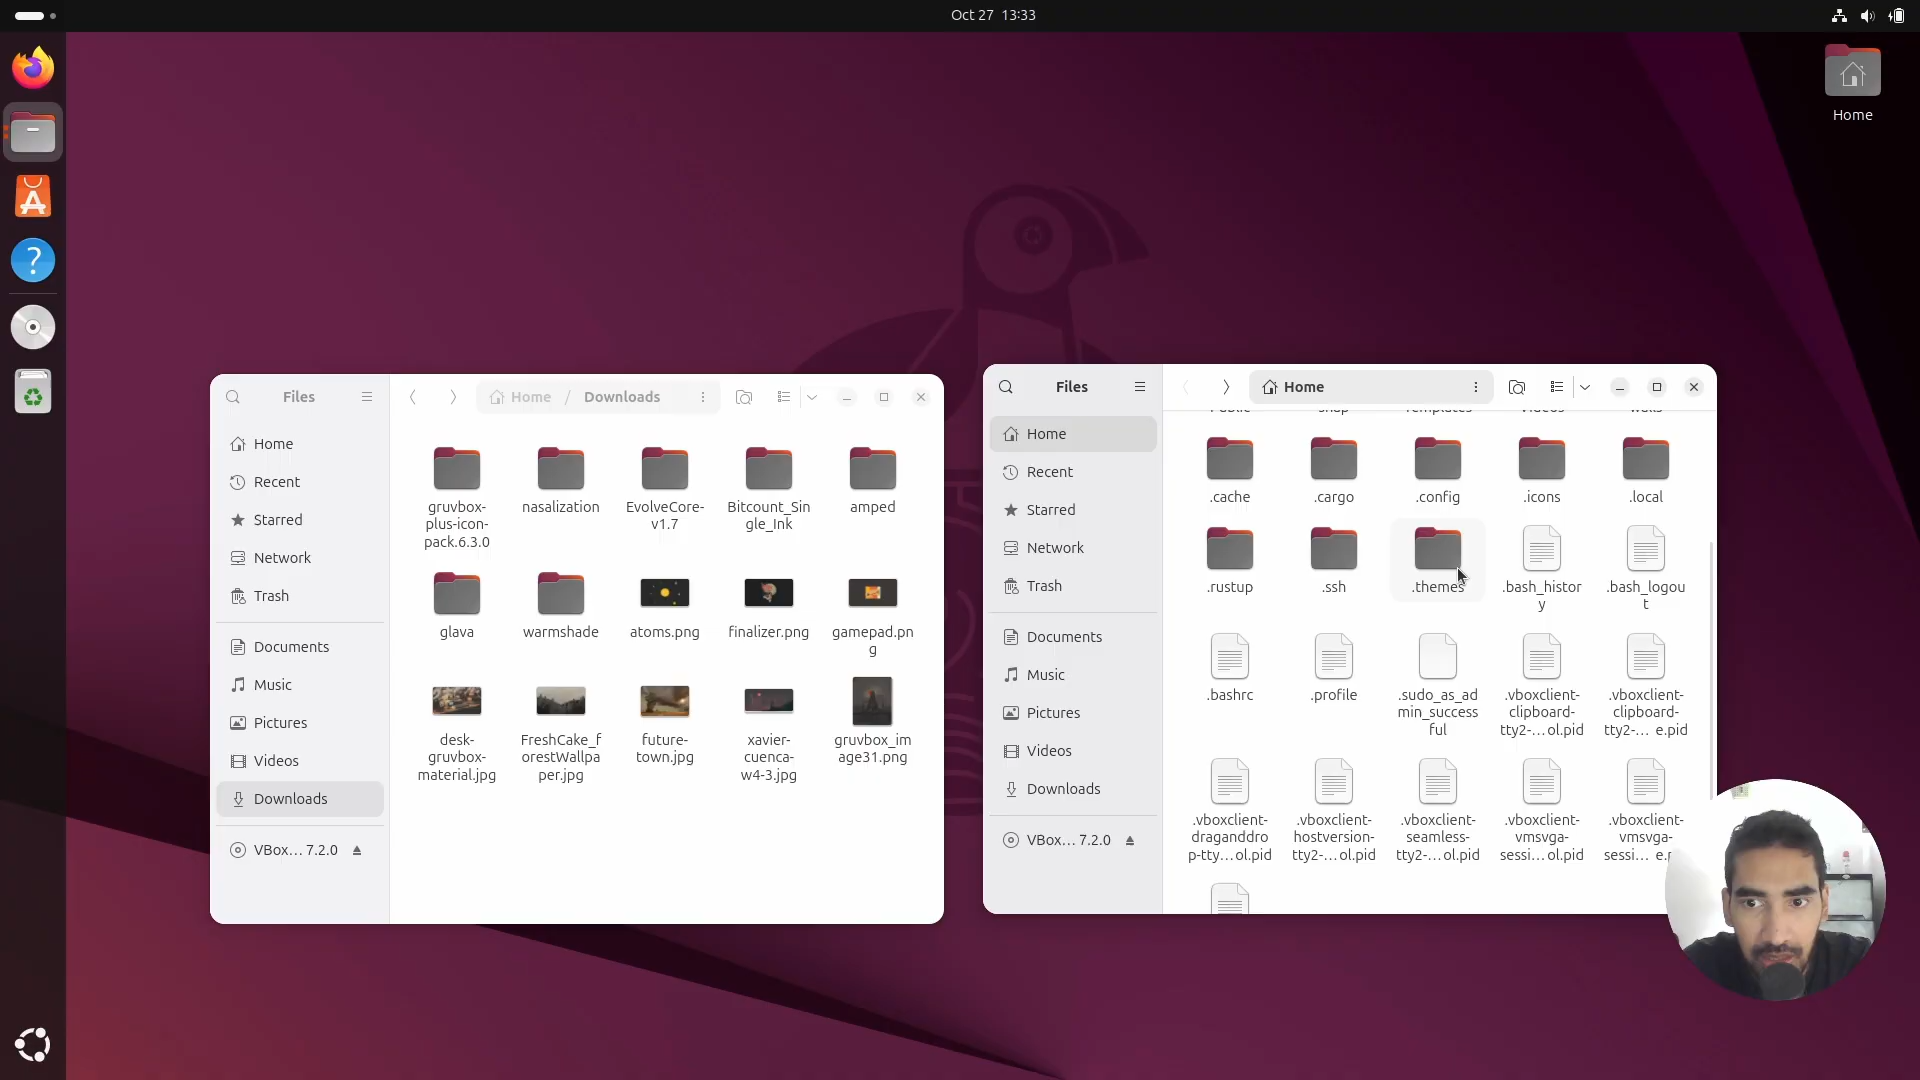 Oct 27 13:33
Home
Files
Home / Downloads
Home
Recent
Starred
Network
Trash
Documents
Music
Pictures
Videos
Downloads
VBox… 7.2.0
gruvbox-
plus-icon-
pack.6.3.0
nasalization
EvolveCore-
v1.7
Bitcount_Sin
gle_Ink
amped
glava
warmshade
atoms.png
finalizer.png
gamepad.pn
g
desk-
gruvbox-
material.jpg
FreshCake_f
orestWallpa
per.jpg
future-
town.jpg
xavier-
cuenca-
w4-3.jpg
gruvbox_im
age31.png
Files
Home
Home
Recent
Starred
Network
Trash
Documents
Music
Pictures
Videos
Downloads
VBox… 7.2.0
Public
snap
Templates
Videos
walls
.cache
.cargo
.config
.icons
.local
.rustup
.ssh
.themes
.bash_histor
y
.bash_logou
t
.bashrc
.profile
.sudo_as_ad
min_success
ful
.vboxclient-
clipboard-
tty2-…ol.pid
.vboxclient-
clipboard-
tty2-… e.pid
.vboxclient-
draganddro
p-tty…ol.pid
.vboxclient-
hostversion-
tty2-…ol.pid
.vboxclient-
seamless-
tty2-…ol.pid
.vboxclient-
vmsvga-
sessi…ol.pid
.vboxclient-
vmsvga-
sessi…